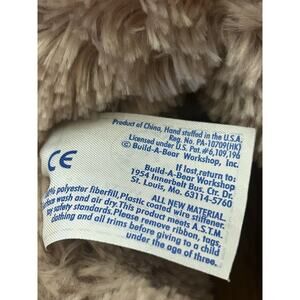 Product of China, Hand stuffed in the U.S.A.
Reg. No. PA-10709(HK)
Licensed under U.S. Pat.#6,109,196
© Build-A-Bear Workshop, Inc.
CE
If lost,return to:
Build-A-Bear Workshop
1954 Innerbelt Bus. Ctr. Dr.
St. Louis, Mo. 63114-5760
ALL NEW MATERIAL
% polyester fiberfill, Plastic coated wire stiffener.
wash and air dry. This product meets A.S.T.M.
safety standards. Please remove ribbon, tags,
clothing and all trims before giving to a child
under the age of three.